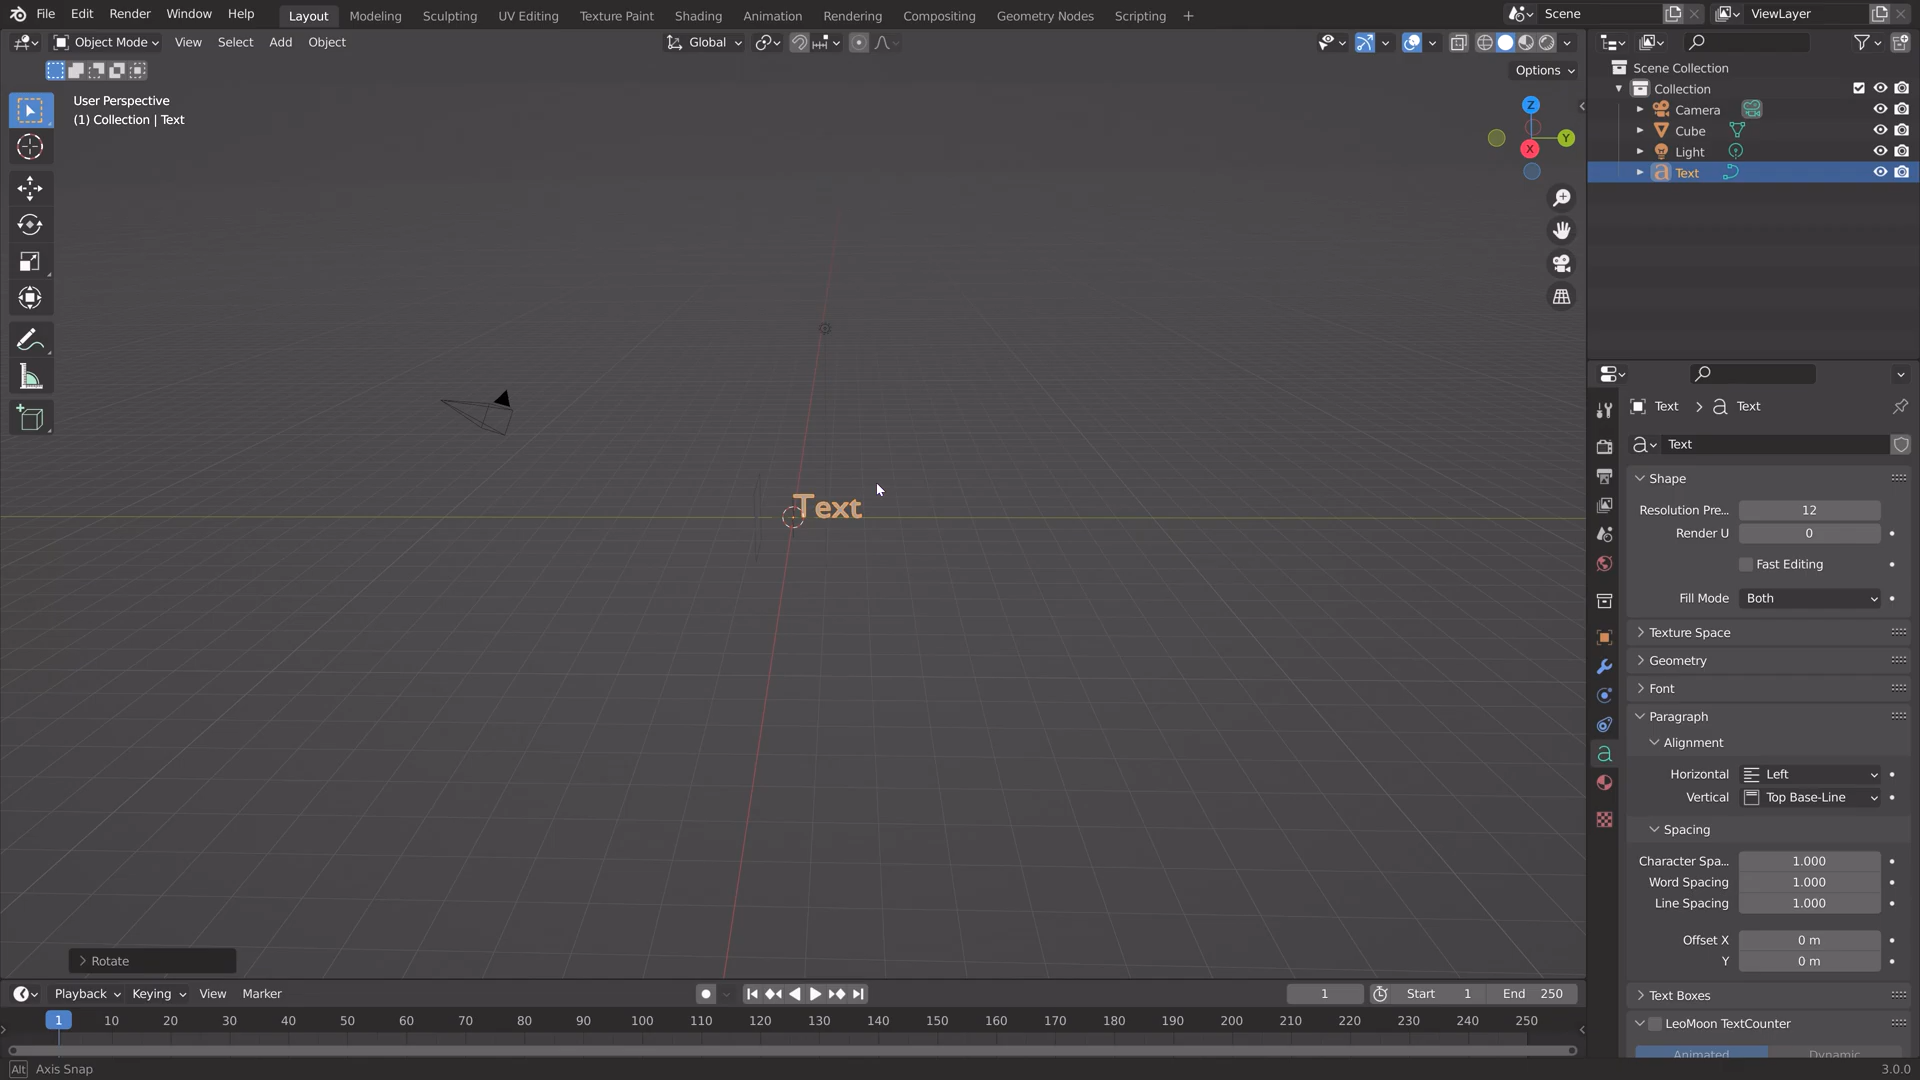 File Edit Render Window Help Layout Modeling Sculpting UV Editing Texture Paint Shading Animation Rendering Compositing Geometry Nodes Scripting + Scene ViewLayer
Object Mode View Select Add Object Global
Options
User Perspective
(1) Collection | Text
Z
Y
X
Text
Rotate
Scene Collection
Collection
Camera
Cube
Light
Text
Text > Text
Text
Shape
Resolution Pre... 12
Render U 0
Fast Editing
Fill Mode Both
Texture Space
Geometry
Font
Paragraph
Alignment
Horizontal Left
Vertical Top Base-Line
Spacing
Character Spa... 1.000
Word Spacing 1.000
Line Spacing 1.000
Offset X 0 m
Y 0 m
Text Boxes
LeoMoon TextCounter
Animated Dynamic
Playback Keying View Marker 1 Start 1 End 250
1 10 20 30 40 50 60 70 80 90 100 110 120 130 140 150 160 170 180 190 200 210 220 230 240 250
Alt Axis Snap 3.0.0